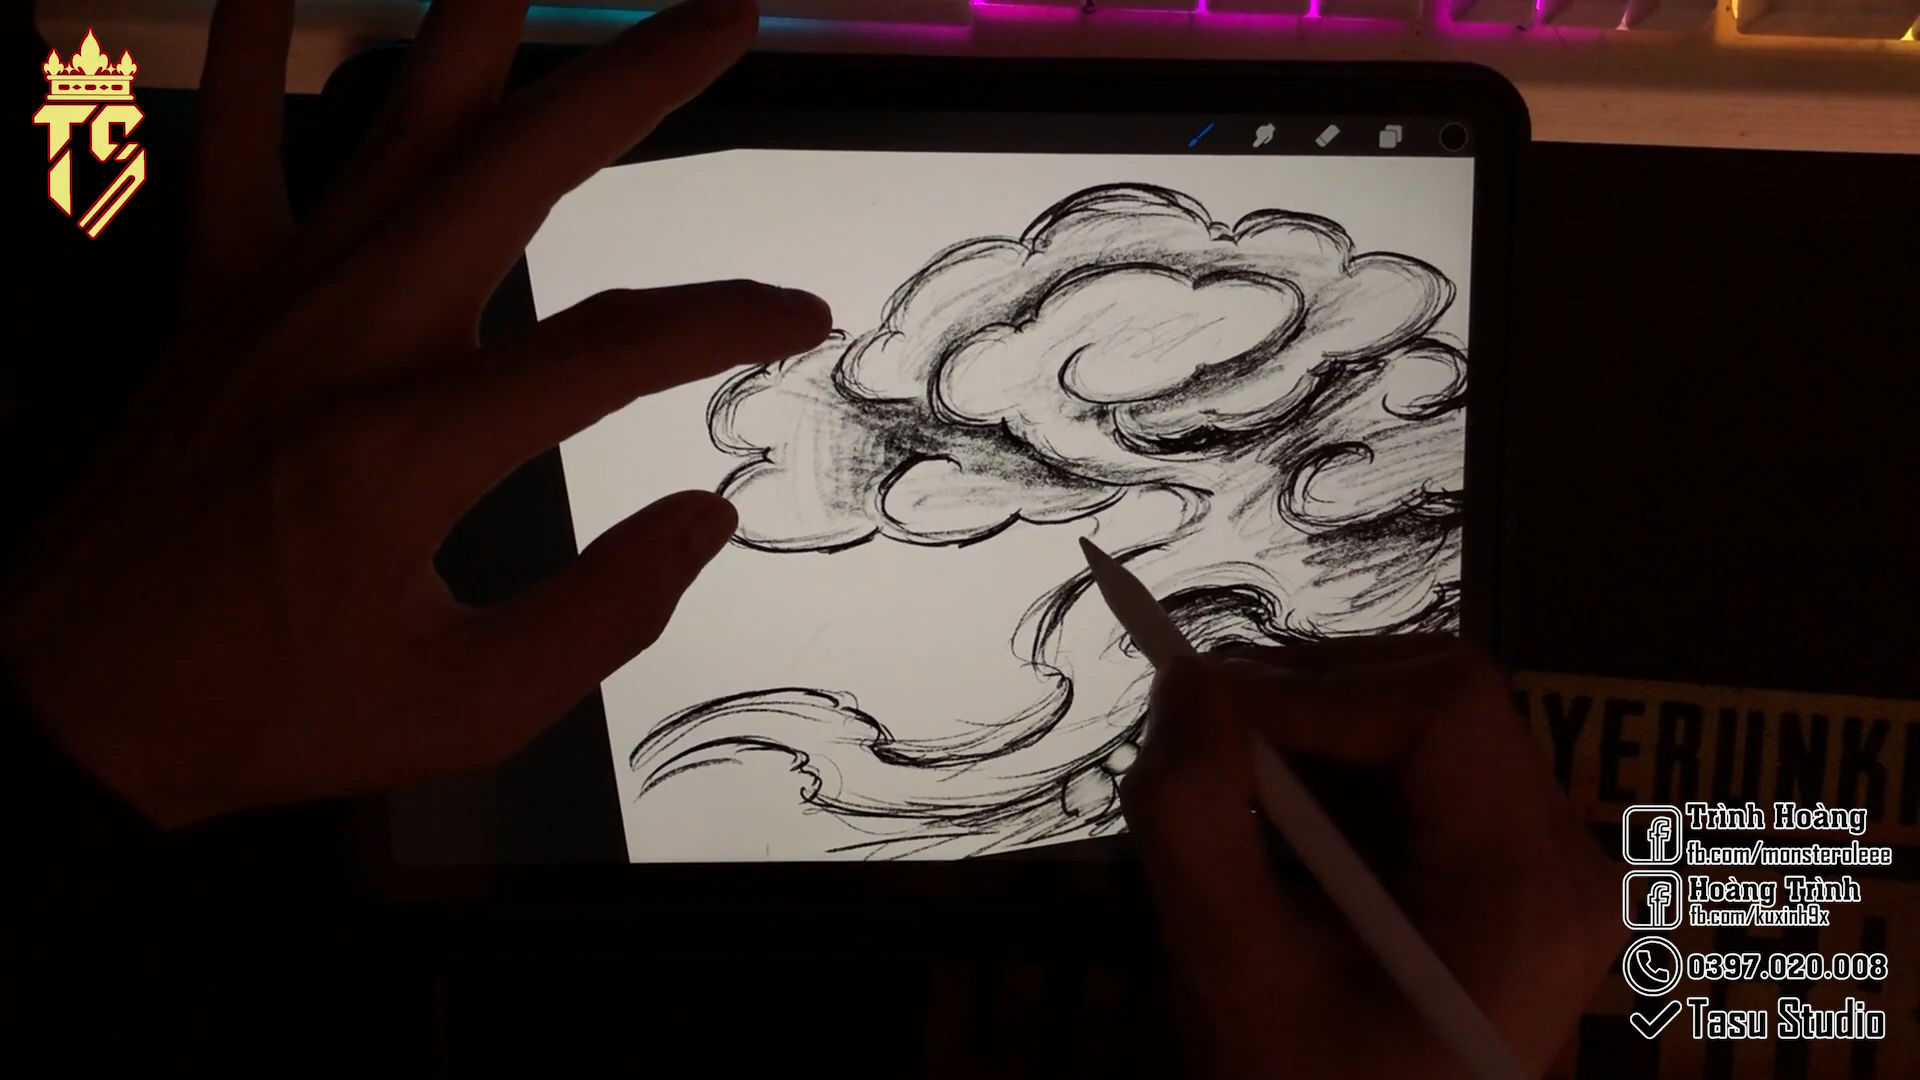 TS
YERUNK
Trình Hoàng
fb.com/monsteroleee
Hoàng Trình
fb.com/kuxinh9x
0397.020.008
Tasu Studio